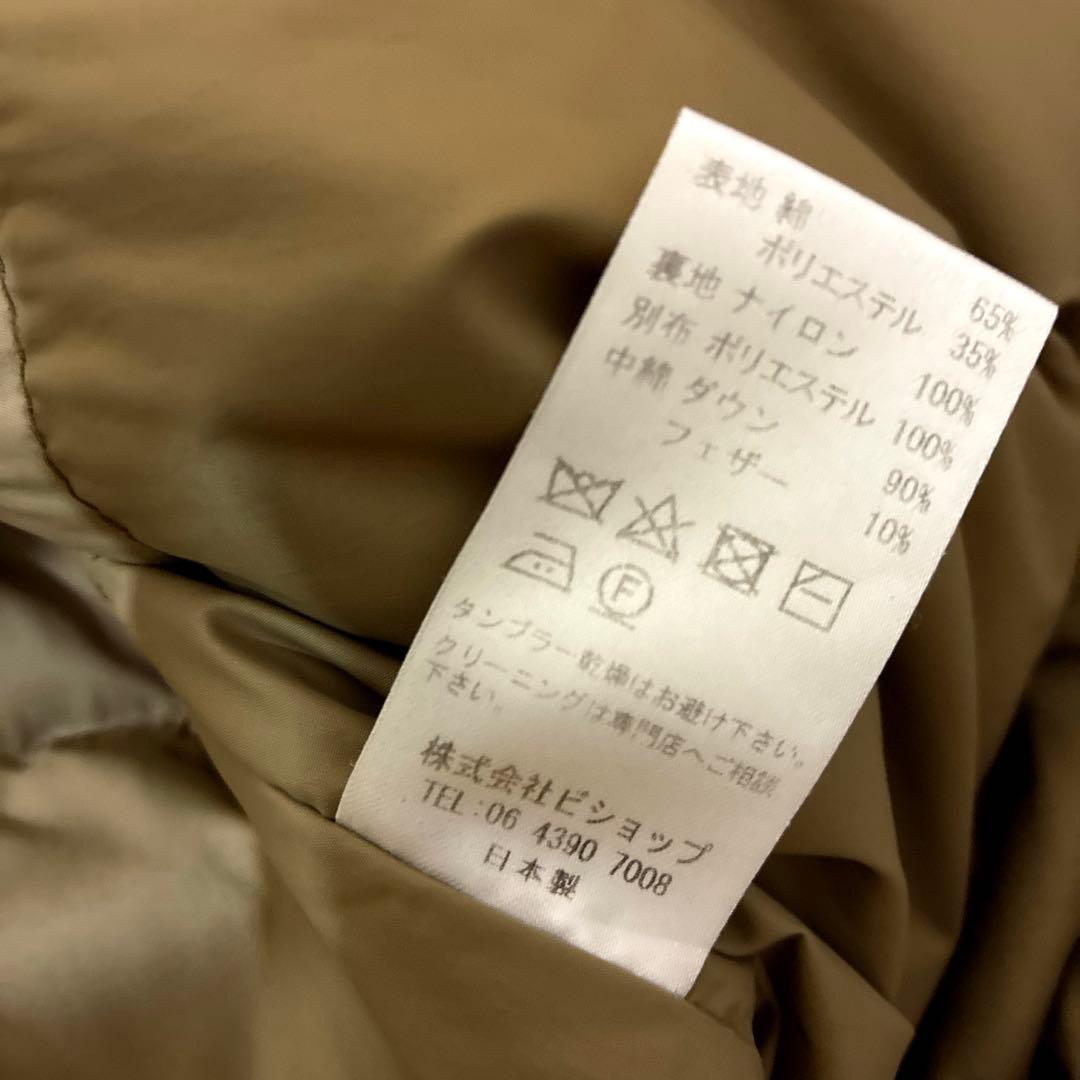 表地 綿 65%
ポリエステル 35%
裏地 ナイロン 100%
別布 ポリエステル 100%
中綿 ダウン 90%
フェザー 10%
F
タンブラー乾燥はお避け下さい。
クリーニングは専門店へご相談
下さい。
株式会社ビショップ
TEL:06 4390 7008
日本製